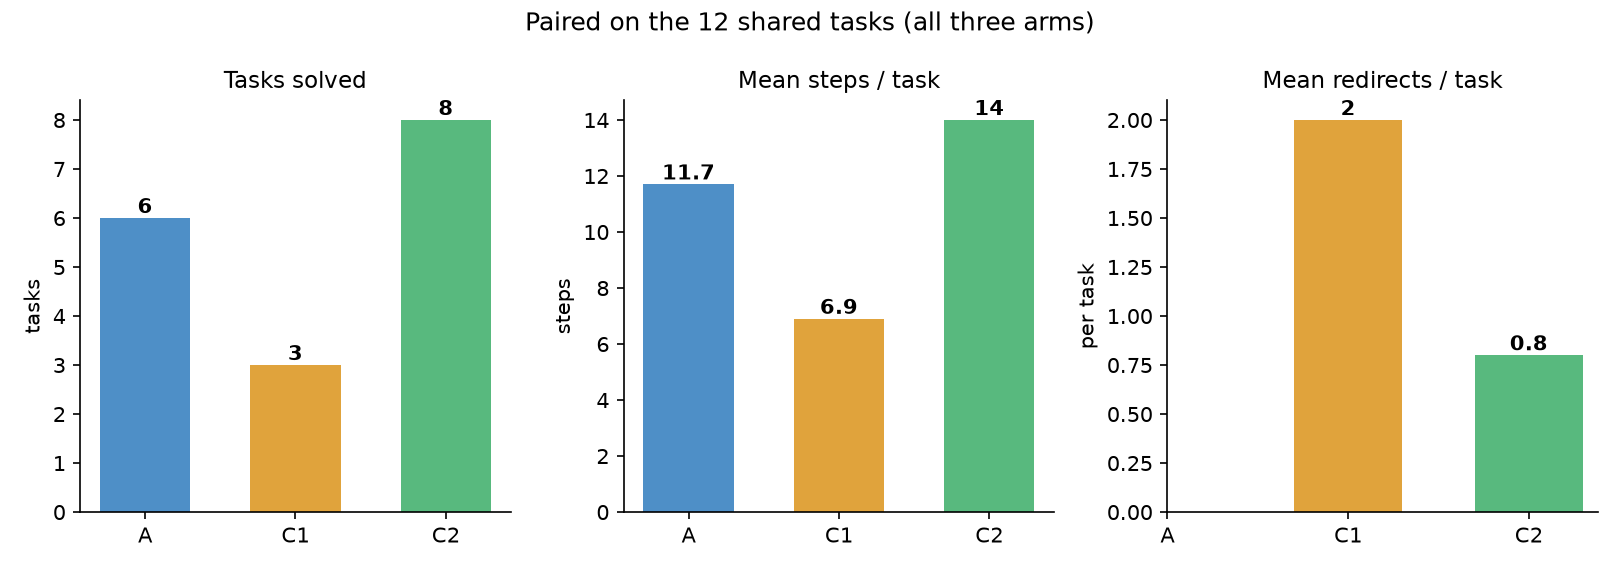 Paired on the 12 shared tasks (all three arms)
Tasks solved
tasks
8
7
6
5
4
3
2
1
0
6
3
8
A
C1
C2
Mean steps / task
steps
14
12
10
8
6
4
2
0
11.7
6.9
14
A
C1
C2
Mean redirects / task
per task
2.00
1.75
1.50
1.25
1.00
0.75
0.50
0.25
0.00
2
0.8
A
C1
C2